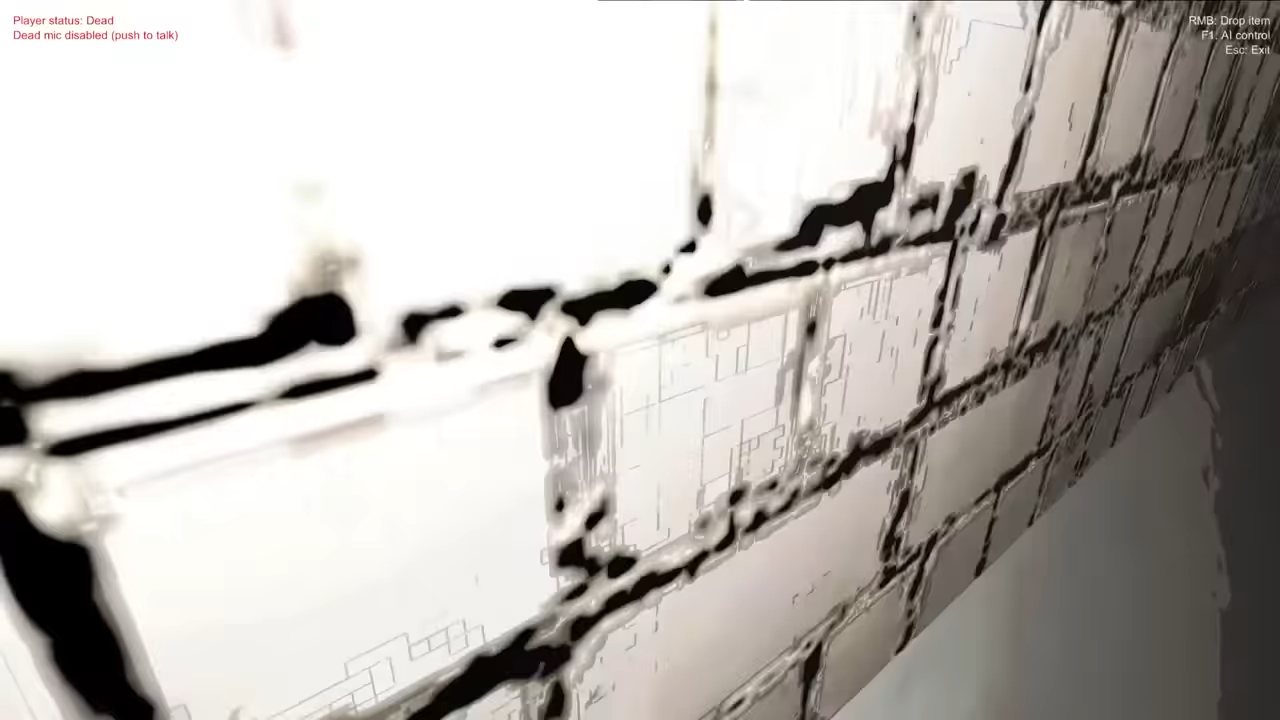 Player status: Dead
Dead mic disabled (push to talk)
RMB: Drop item
F1: AI control
Esc: Exit